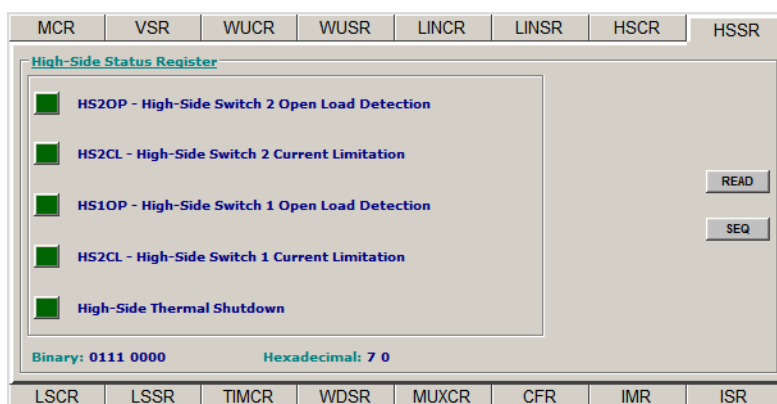 MCR VSR WUCR WUSR LINCR LINSR HSCR HSSR
High-Side Status Register
HS2OP - High-Side Switch 2 Open Load Detection
HS2CL - High-Side Switch 2 Current Limitation
READ
HS1OP - High-Side Switch 1 Open Load Detection
SEQ
HS2CL - High-Side Switch 1 Current Limitation
High-Side Thermal Shutdown
Binary: 0111 0000 Hexadecimal: 7 0
LSCR LSSR TIMCR WDSR MUXCR CFR IMR ISR